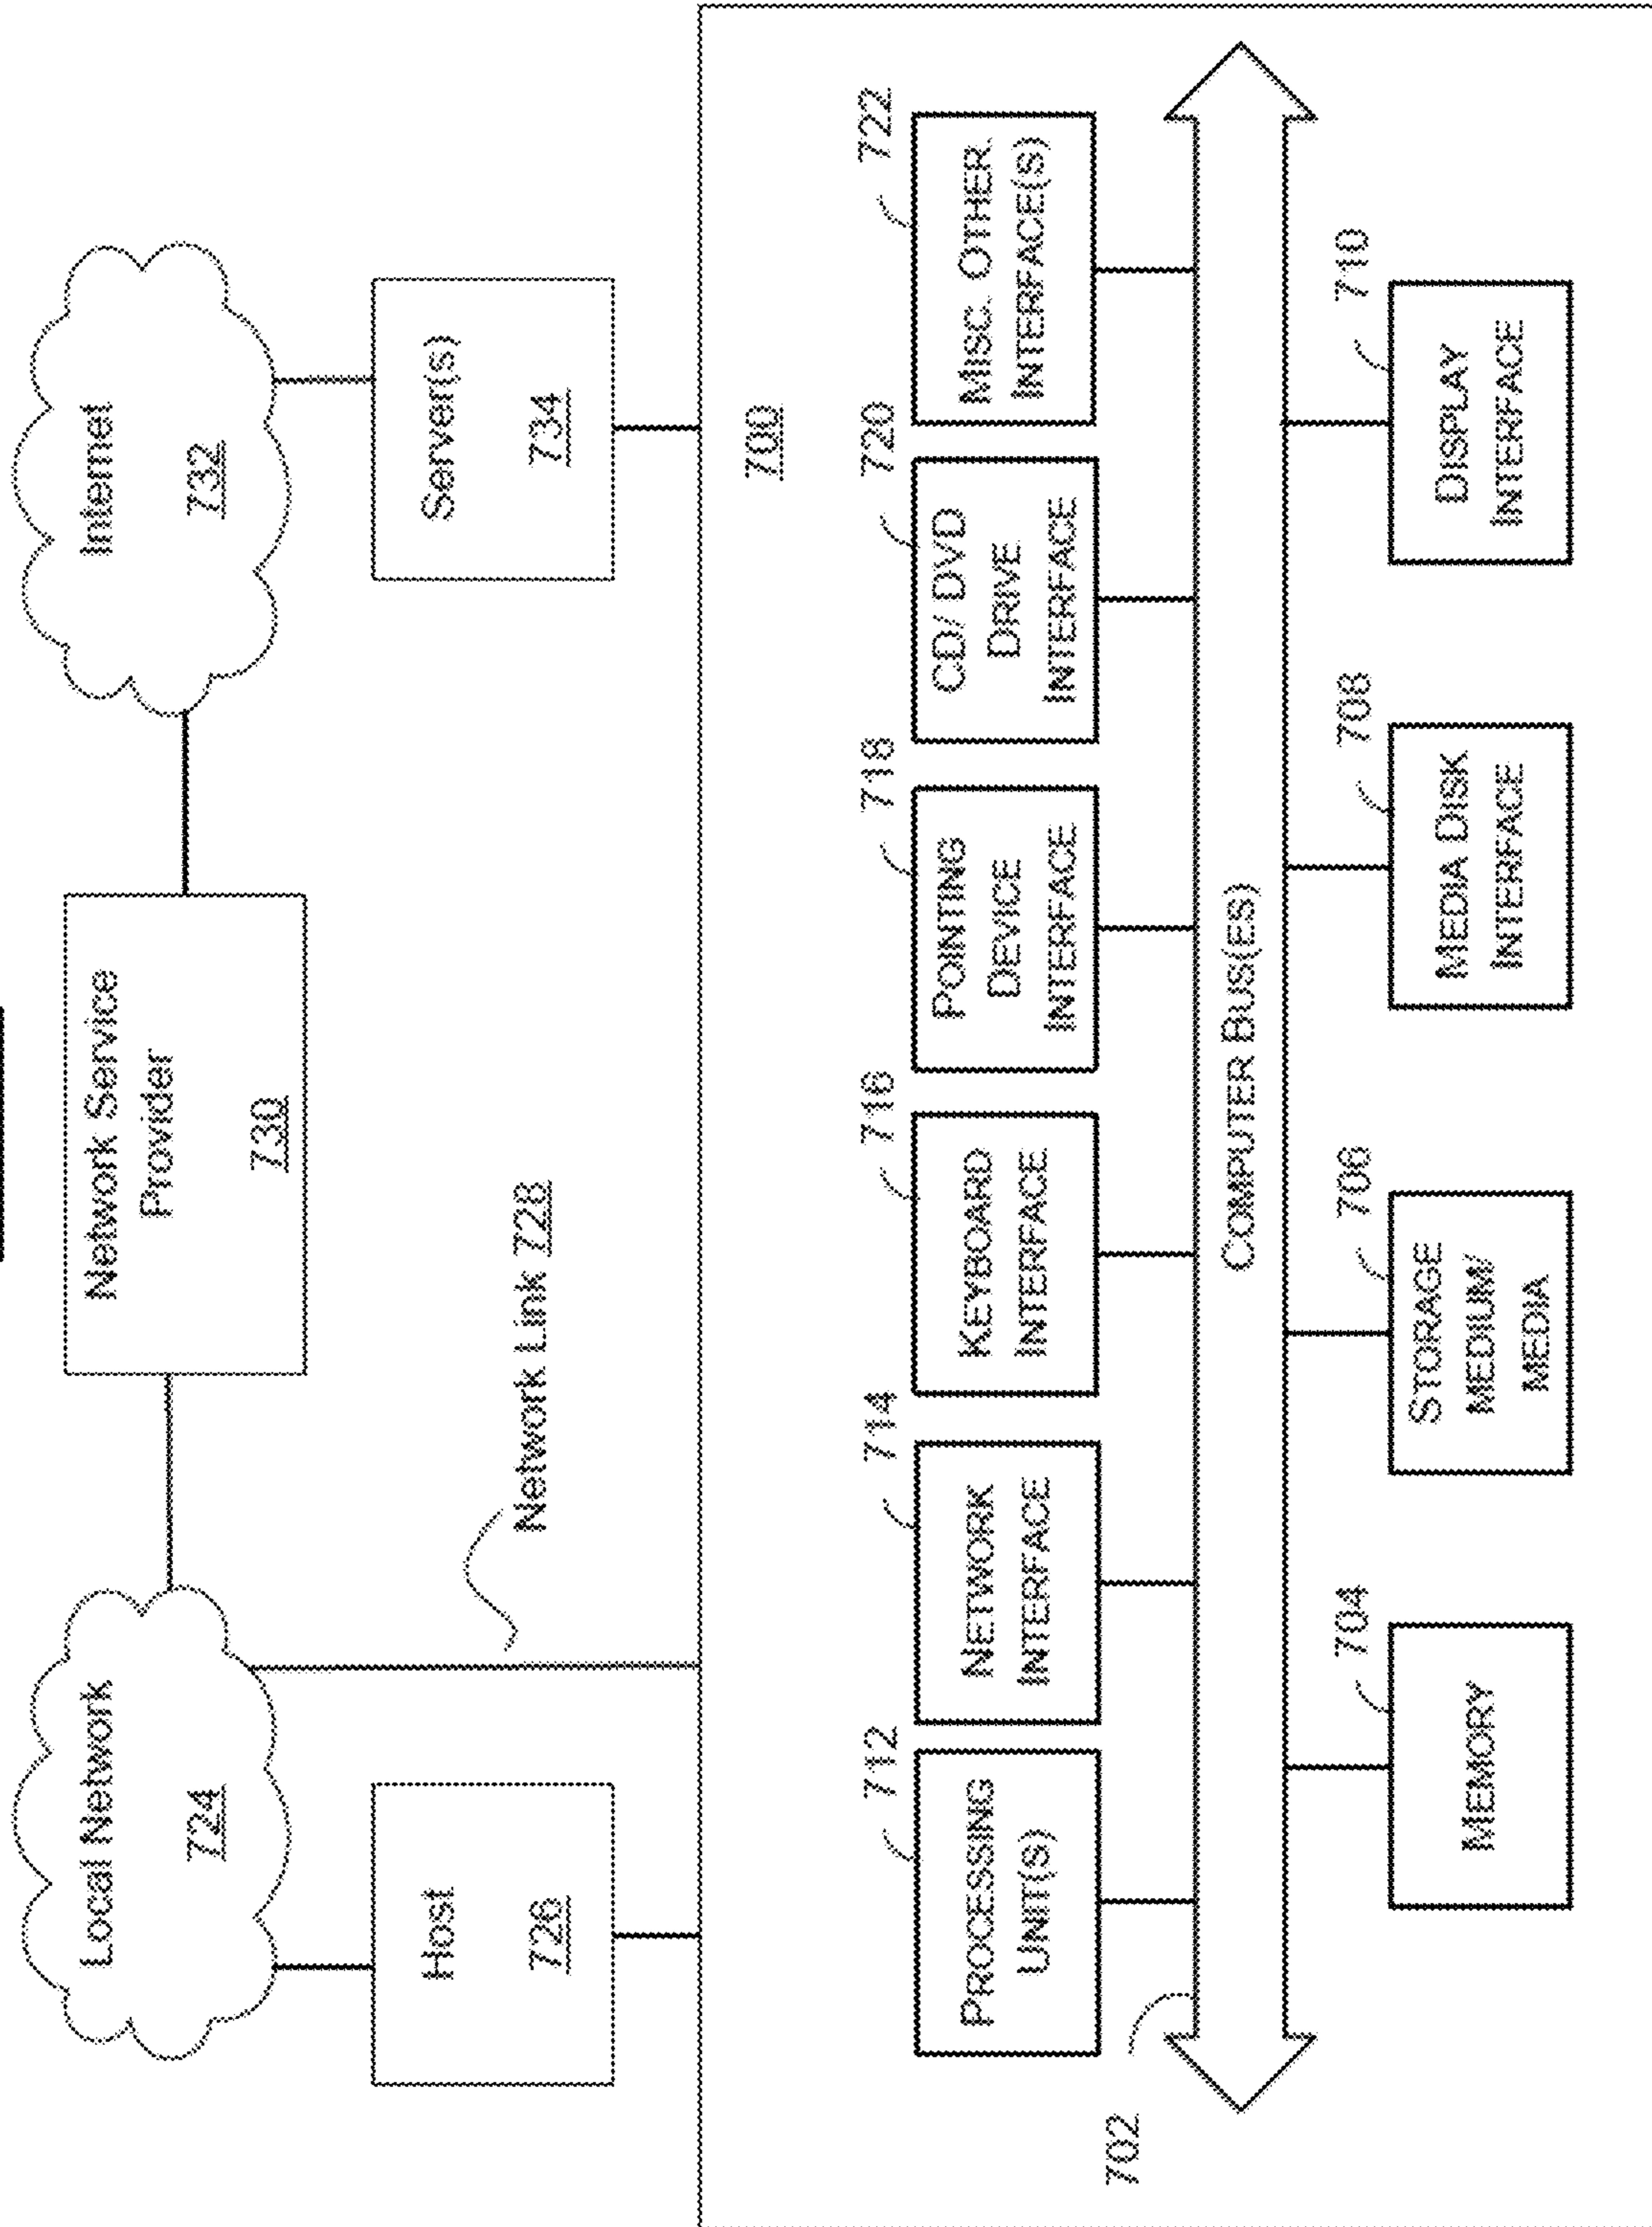 Local Network
724
Network Service
Provider
730
Internet
732
Host
726
Network Link 728
Server(s)
734
700
712
PROCESSING
UNIT(S)
714
NETWORK
INTERFACE
716
KEYBOARD
INTERFACE
718
POINTING
DEVICE
INTERFACE
720
CD/ DVD
DRIVE
INTERFACE
722
MISC. OTHER
INTERFACE(S)
702
COMPUTER BUS(ES)
704
MEMORY
706
STORAGE
MEDIUM/
MEDIA
708
MEDIA DISK
INTERFACE
710
DISPLAY
INTERFACE